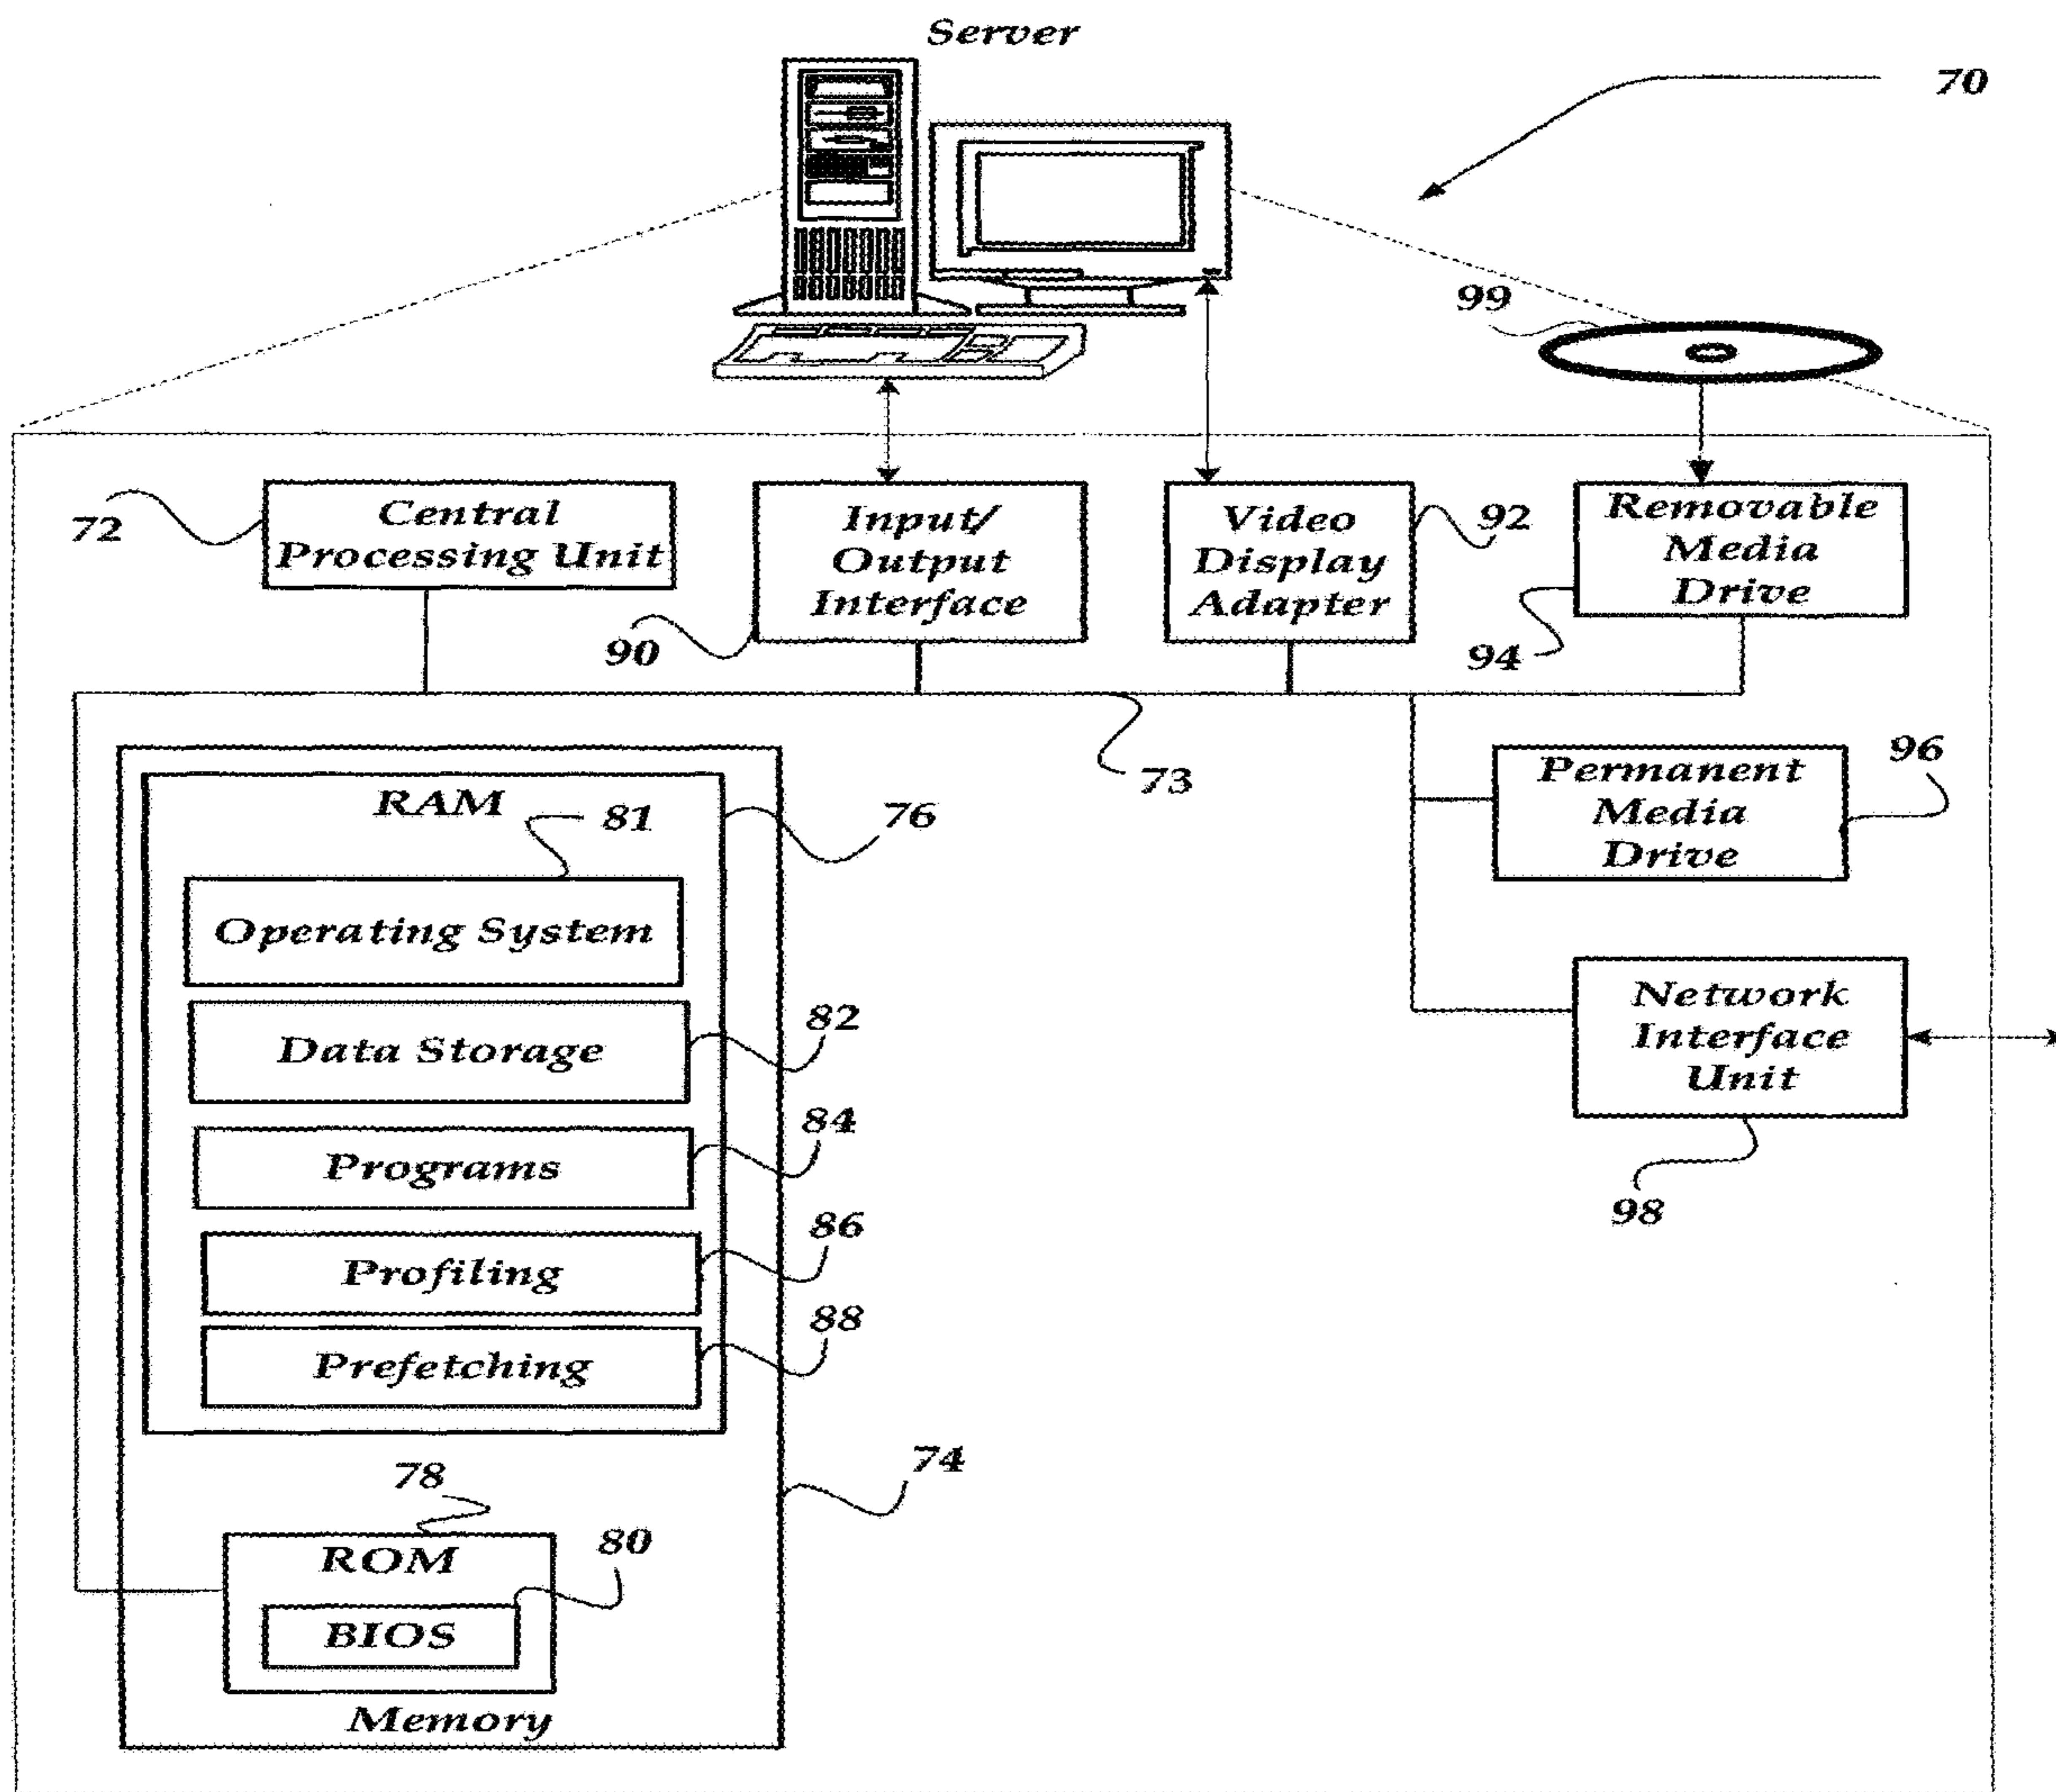 Server
70
99
72
Central
Processing Unit
Input/
Output
Interface
90
Video
Display
Adapter
92
Removable
Media
Drive
94
73
Permanent
Media
Drive
96
RAM
81
76
Operating System
Data Storage
82
Programs
84
Profiling
86
Prefetching
88
Network
Interface
Unit
98
74
78
ROM
80
BIOS
Memory